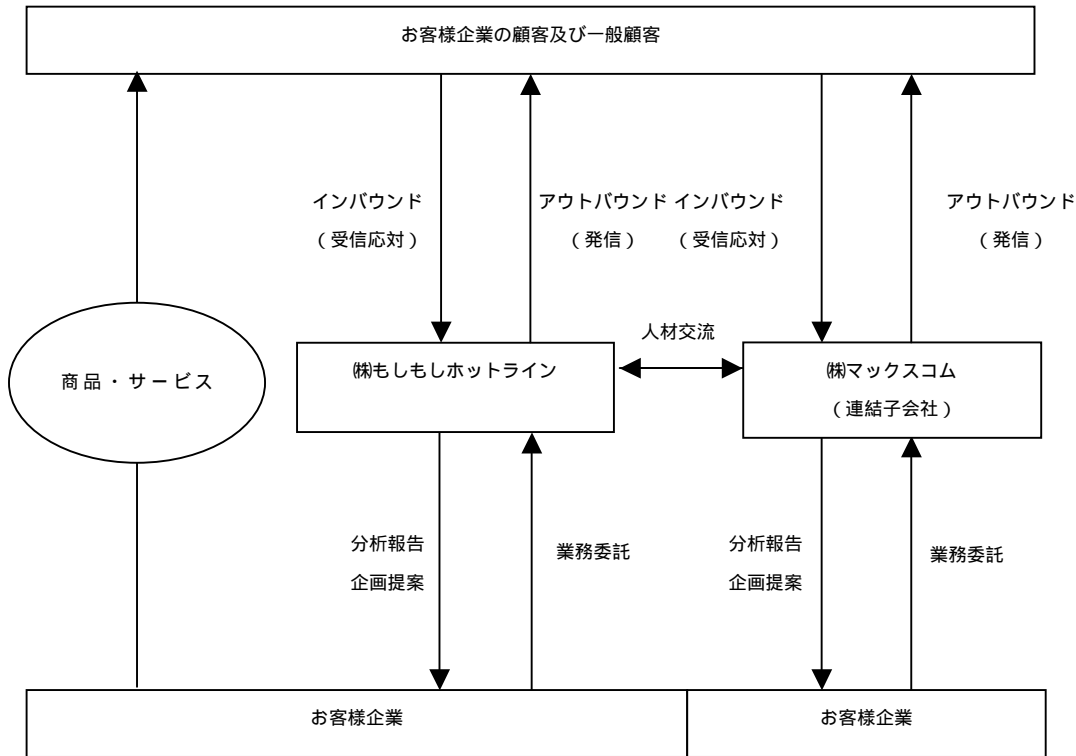 お客様企業の顧客及び一般顧客
インバウンド
(受信応対)
アウトバウンド
(発信)
インバウンド
(受信応対)
アウトバウンド
(発信)
人材交流
商品・サービス
㈱もしもしホットライン
㈱マックスコム
(連結子会社)
分析報告
企画提案
業務委託
分析報告
企画提案
業務委託
お客様企業
お客様企業